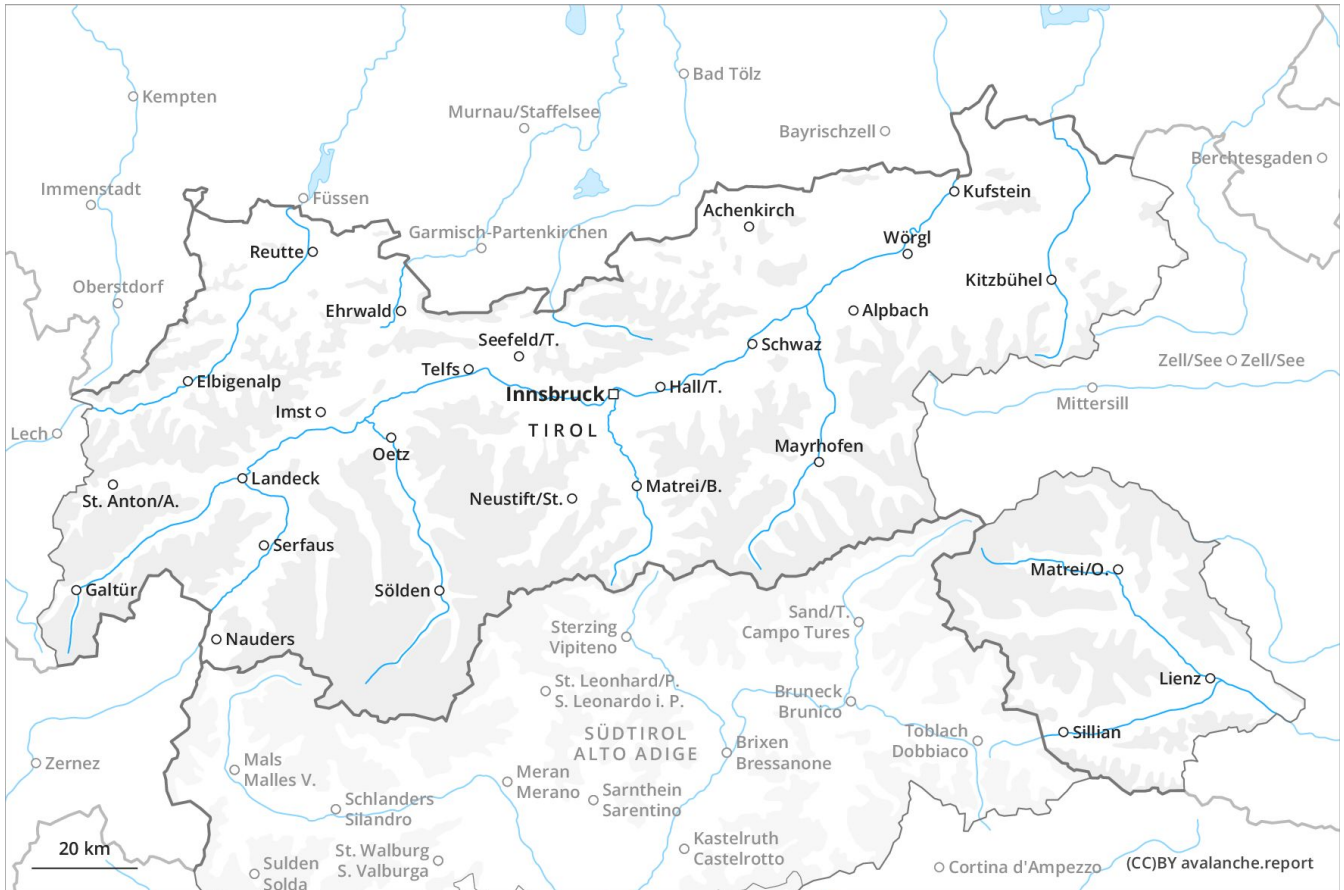 Kempten
Bad Tölz
Murnau/Staffelsee
Bayrischzell
Berchtesgaden
Immenstadt
Füssen
Kufstein
Achenkirch
Garmisch-Partenkirchen
Wörgl
Reutte
Oberstdorf
Kitzbühel
Ehrwald
Alpbach
Seefeld/T.
Schwaz
Zell/See
Zell/See
Telfs
Elbigenalp
Hall/T.
Innsbruck
Mittersill
Imst
Lech
TIROL
Mayrhofen
Oetz
Landeck
Matrei/B.
St. Anton/A.
Neustift/St.
Serfaus
Matrei/O.
Galtür
Sölden
Sand/T.
Campo Tures
Nauders
Sterzing
Vipiteno
Lienz
St. Leonhard/P.
S. Leonardo i. P.
Bruneck
Brunico
Sillian
SÜDTIROL
ALTO ADIGE
Toblach
Dobbiaco
Brixen
Bressanone
Zernez
Mals
Malles V.
Meran
Merano
Sarnthein
Sarentino
Schlanders
Silandro
Kastelruth
Castelrotto
20 km
St. Walburg
S. Valburga
Sulden
Solda
Cortina d'Ampezzo
(CC)BY avalanche.report